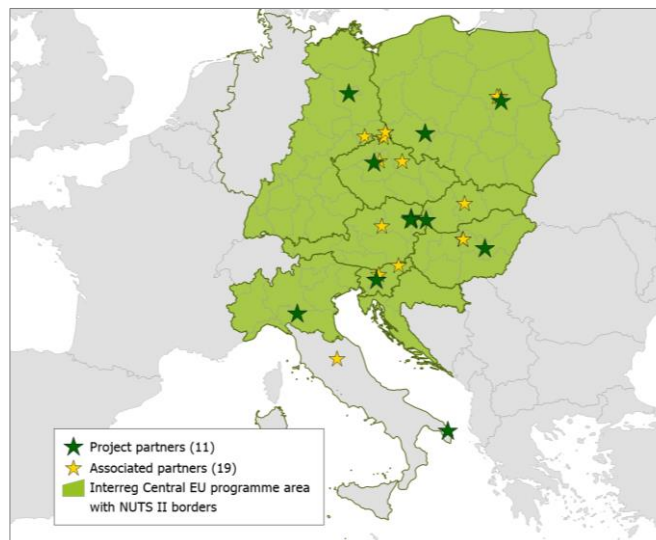 Project partners (11)
Associated partners (19)
Interreg Central EU programme area
with NUTS II borders